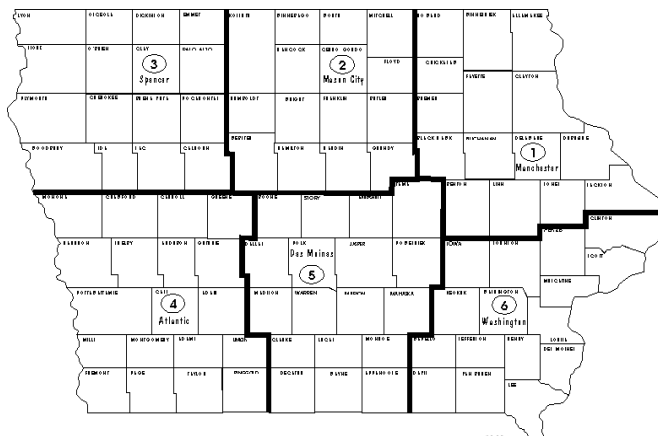 LYON OSCEOLA DICKINSON EMMET KOSSUTH WINNEBAGO WORTH MITCHELL HOWARD WINNESHIEK ALLAMAKEE
SIOUX O'BRIEN CLAY PALO ALTO HANCOCK CERRO GORDO FLOYD CHICKASAW
3
Spencer
2
Mason City
FAYETTE CLAYTON
PLYMOUTH CHEROKEE BUENA VISTA POCAHONTAS HUMBOLDT WRIGHT FRANKLIN BUTLER BREMER
WOODBURY IDA SAC CALHOUN WEBSTER HAMILTON HARDIN GRUNDY BLACK HAWK BUCHANAN DELAWARE DUBUQUE
1
Manchester
TAMA BENTON LINN JONES JACKSON
MONONA CRAWFORD CARROLL GREENE BOONE STORY MARSHALL
CLINTON
HARRISON SHELBY AUDUBON GUTHRIE DALLAS POLK JASPER POWESHIEK IOWA JOHNSON
Des Moines
SCOTT
5
MUSCATINE
POTTAWATTAMIE CASS ADAIR MADISON WARREN MARION MAHASKA KEOKUK WASHINGTON
4
Atlantic
6
Washington
LOUISA
MILLS MONTGOMERY ADAMS UNION CLARKE LUCAS MONROE WAPELLO JEFFERSON HENRY
DES MOINES
FREMONT PAGE TAYLOR RINGGOLD DECATUR WAYNE APPANOOSE DAVIS VAN BUREN
LEE